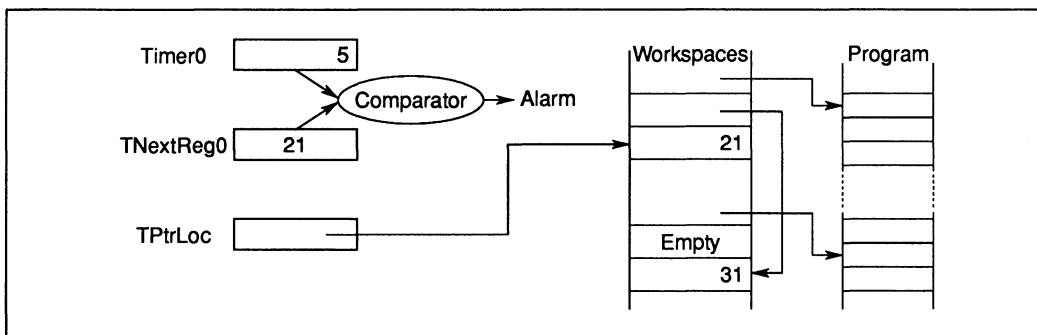 Timer0
5
Comparator
Alarm
TNextReg0
21
TPtrLoc
Workspaces
21
Empty
31
Program